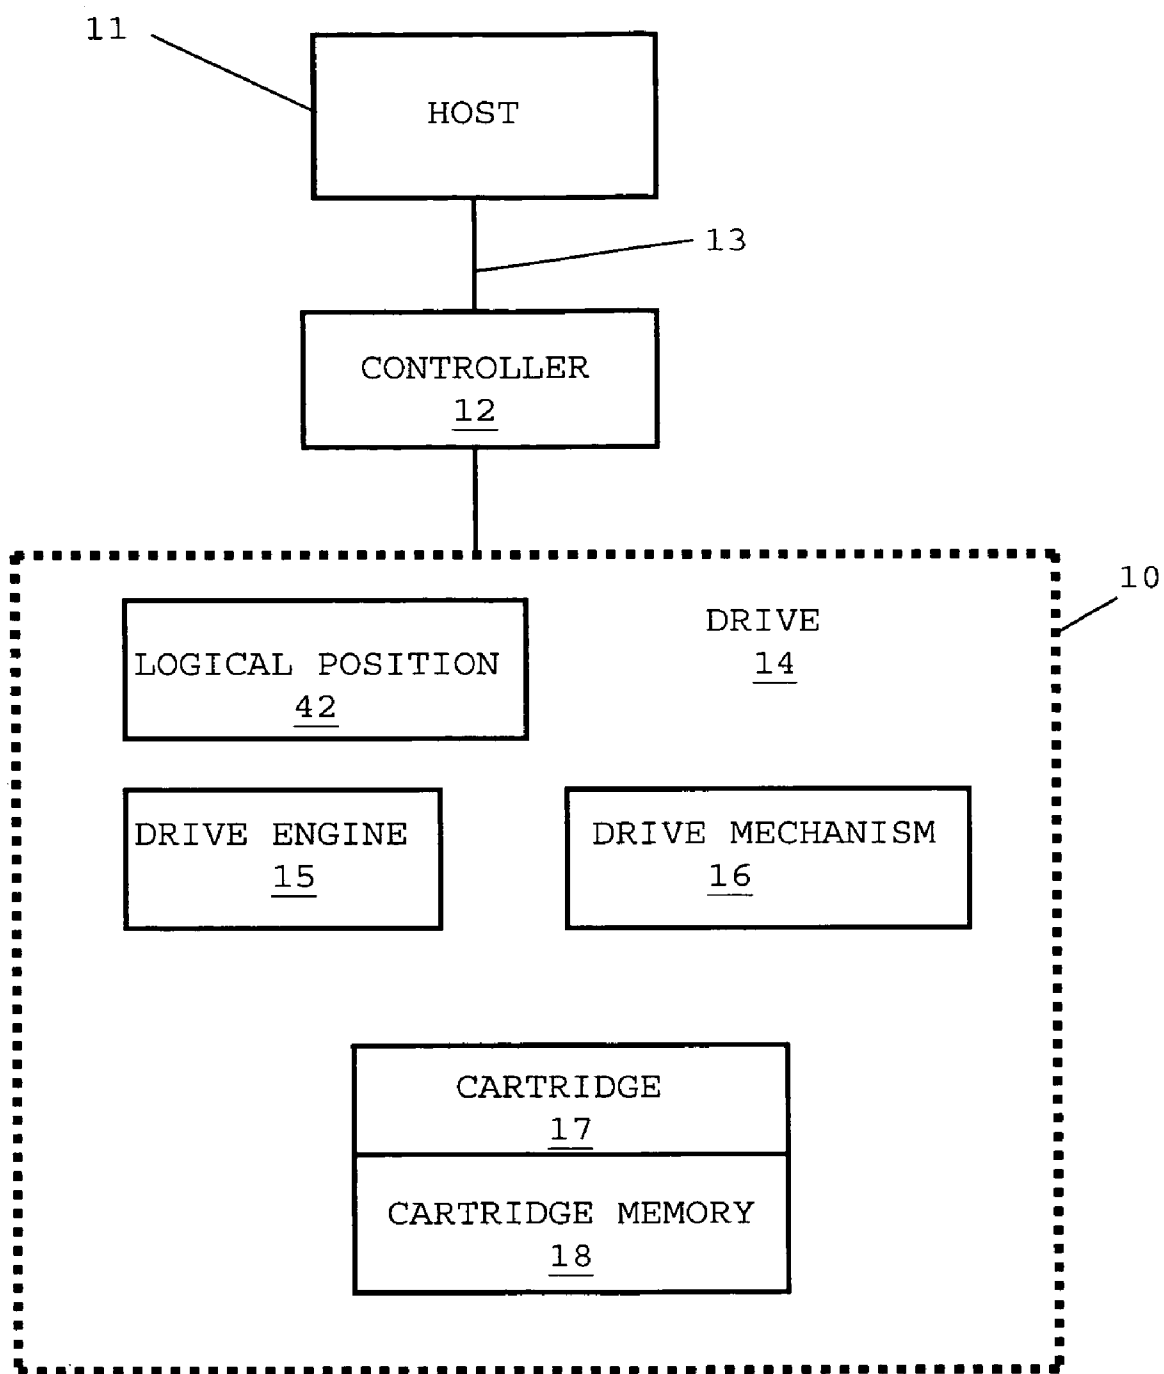 11
HOST
13
CONTROLLER
12
10
LOGICAL POSITION
42
DRIVE
14
DRIVE ENGINE
15
DRIVE MECHANISM
16
CARTRIDGE
17
CARTRIDGE MEMORY
18